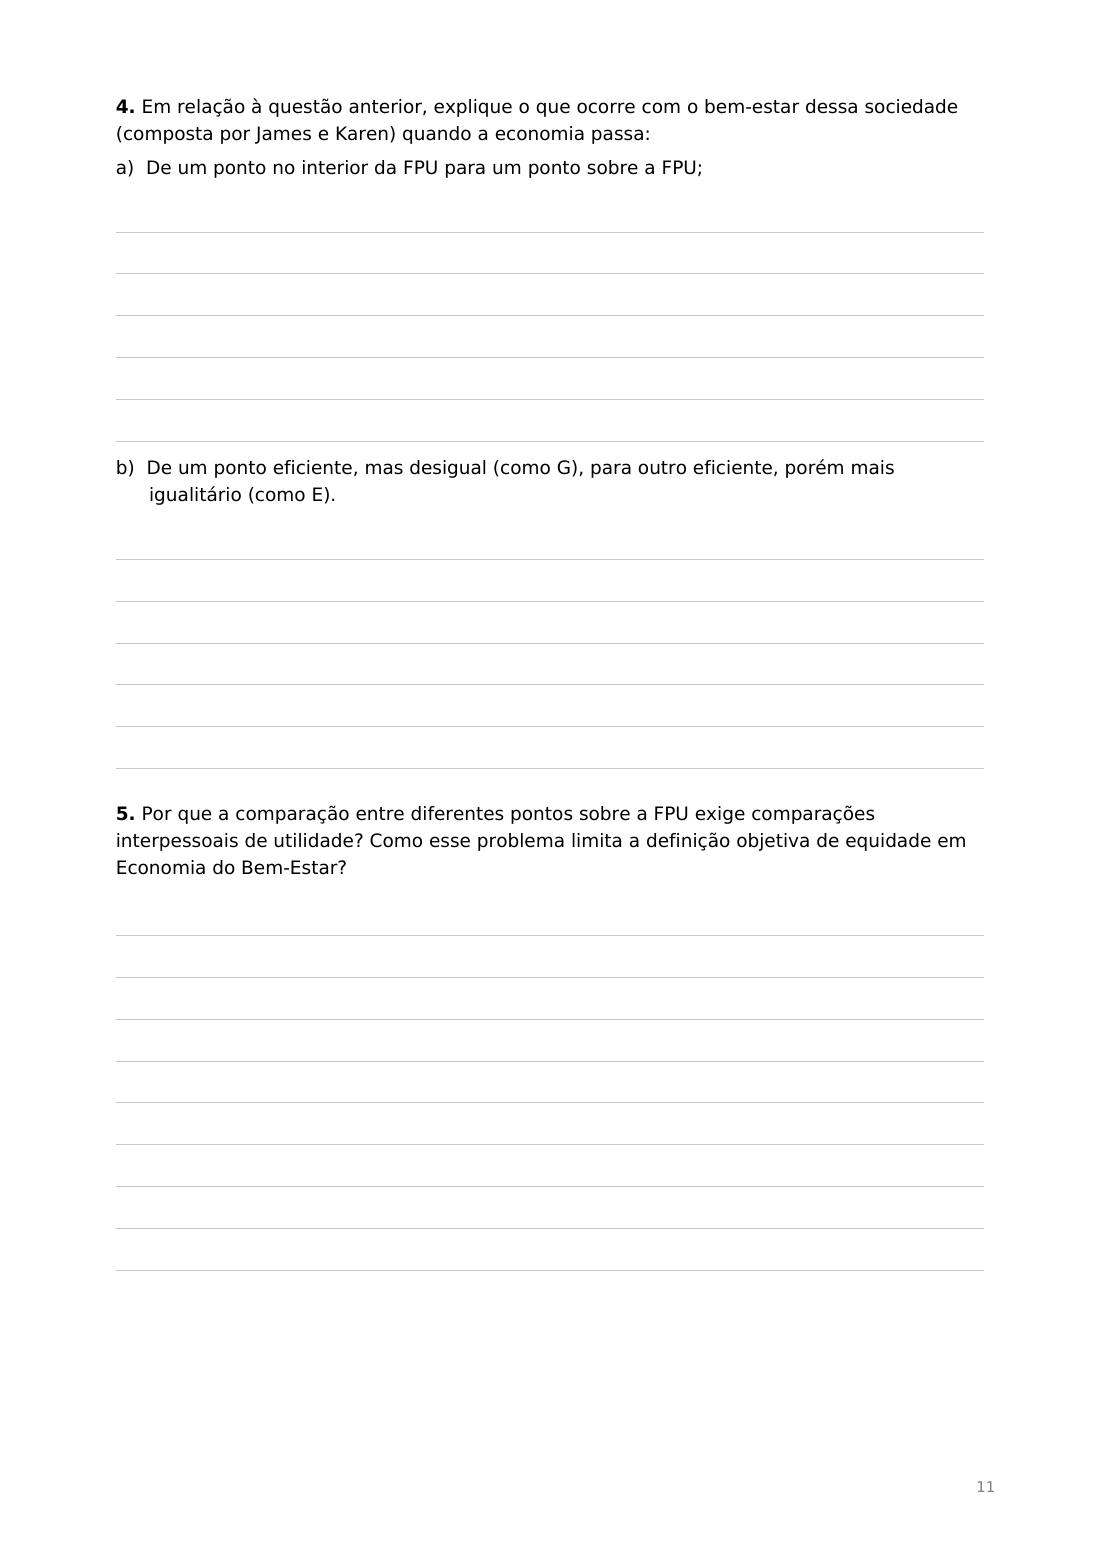 4. Em relação à questão anterior, explique o que ocorre com o bem-estar dessa sociedade
(composta por James e Karen) quando a economia passa:
a) De um ponto no interior da FPU para um ponto sobre a FPU;
b) De um ponto eficiente, mas desigual (como G), para outro eficiente, porém mais
igualitário (como E).
5. Por que a comparação entre diferentes pontos sobre a FPU exige comparações
interpessoais de utilidade? Como esse problema limita a definição objetiva de equidade em
Economia do Bem-Estar?
11